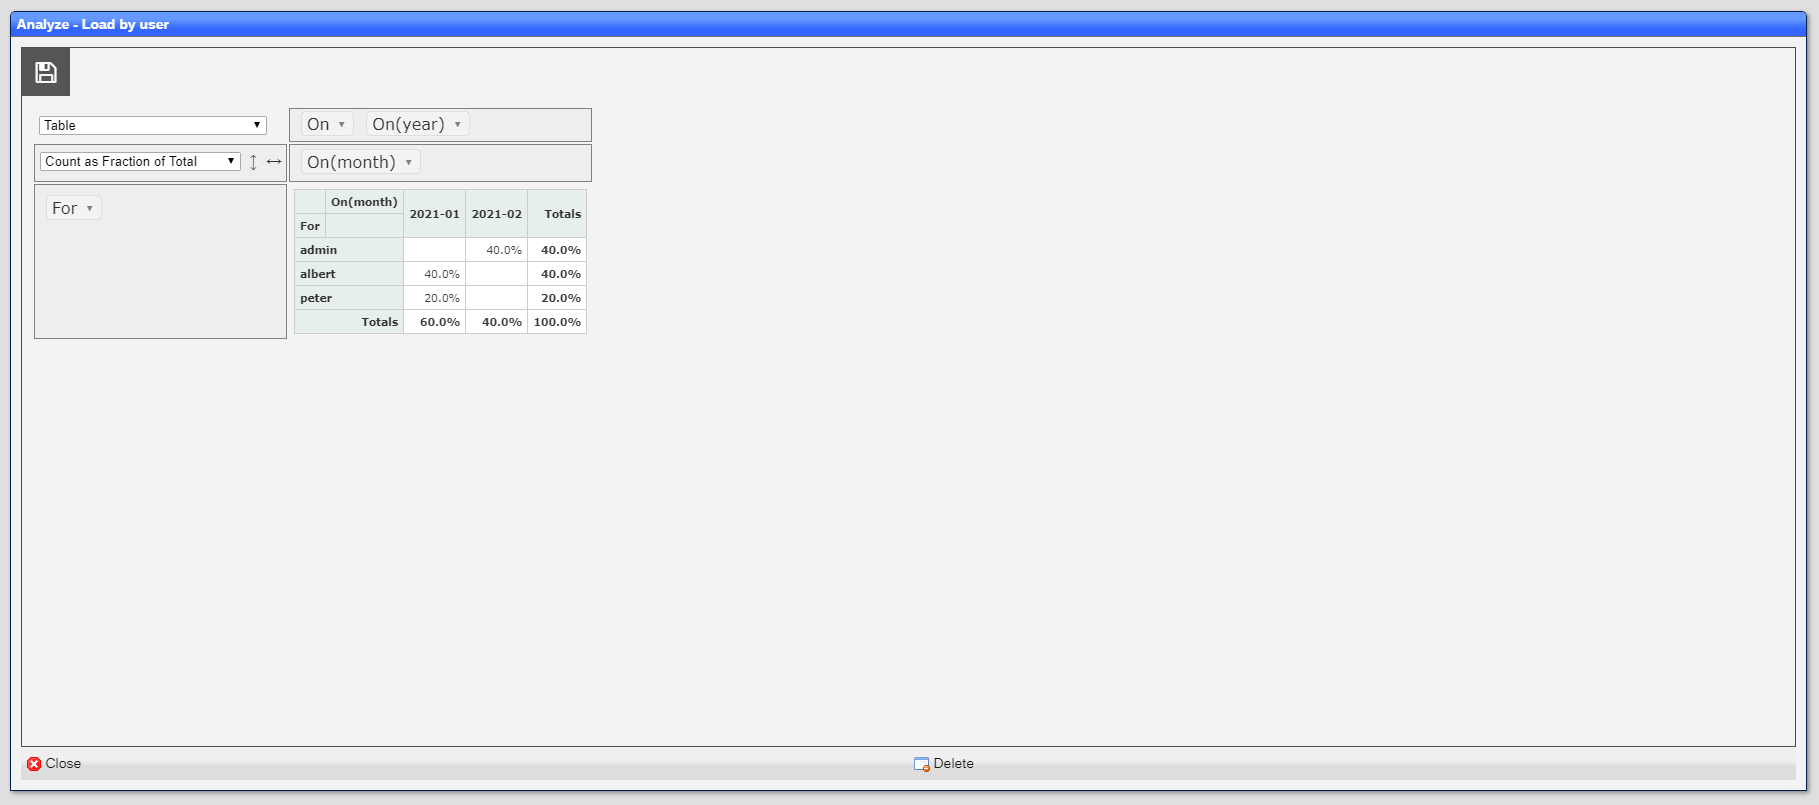 Analyze - Load by user
Table
On On(year)
Count as Fraction of Total
On(month)
For
On(month) 2021-01 2021-02 Totals
For
admin 40.0% 40.0%
albert 40.0% 40.0%
peter 20.0% 20.0%
Totals 60.0% 40.0% 100.0%
Close
Delete